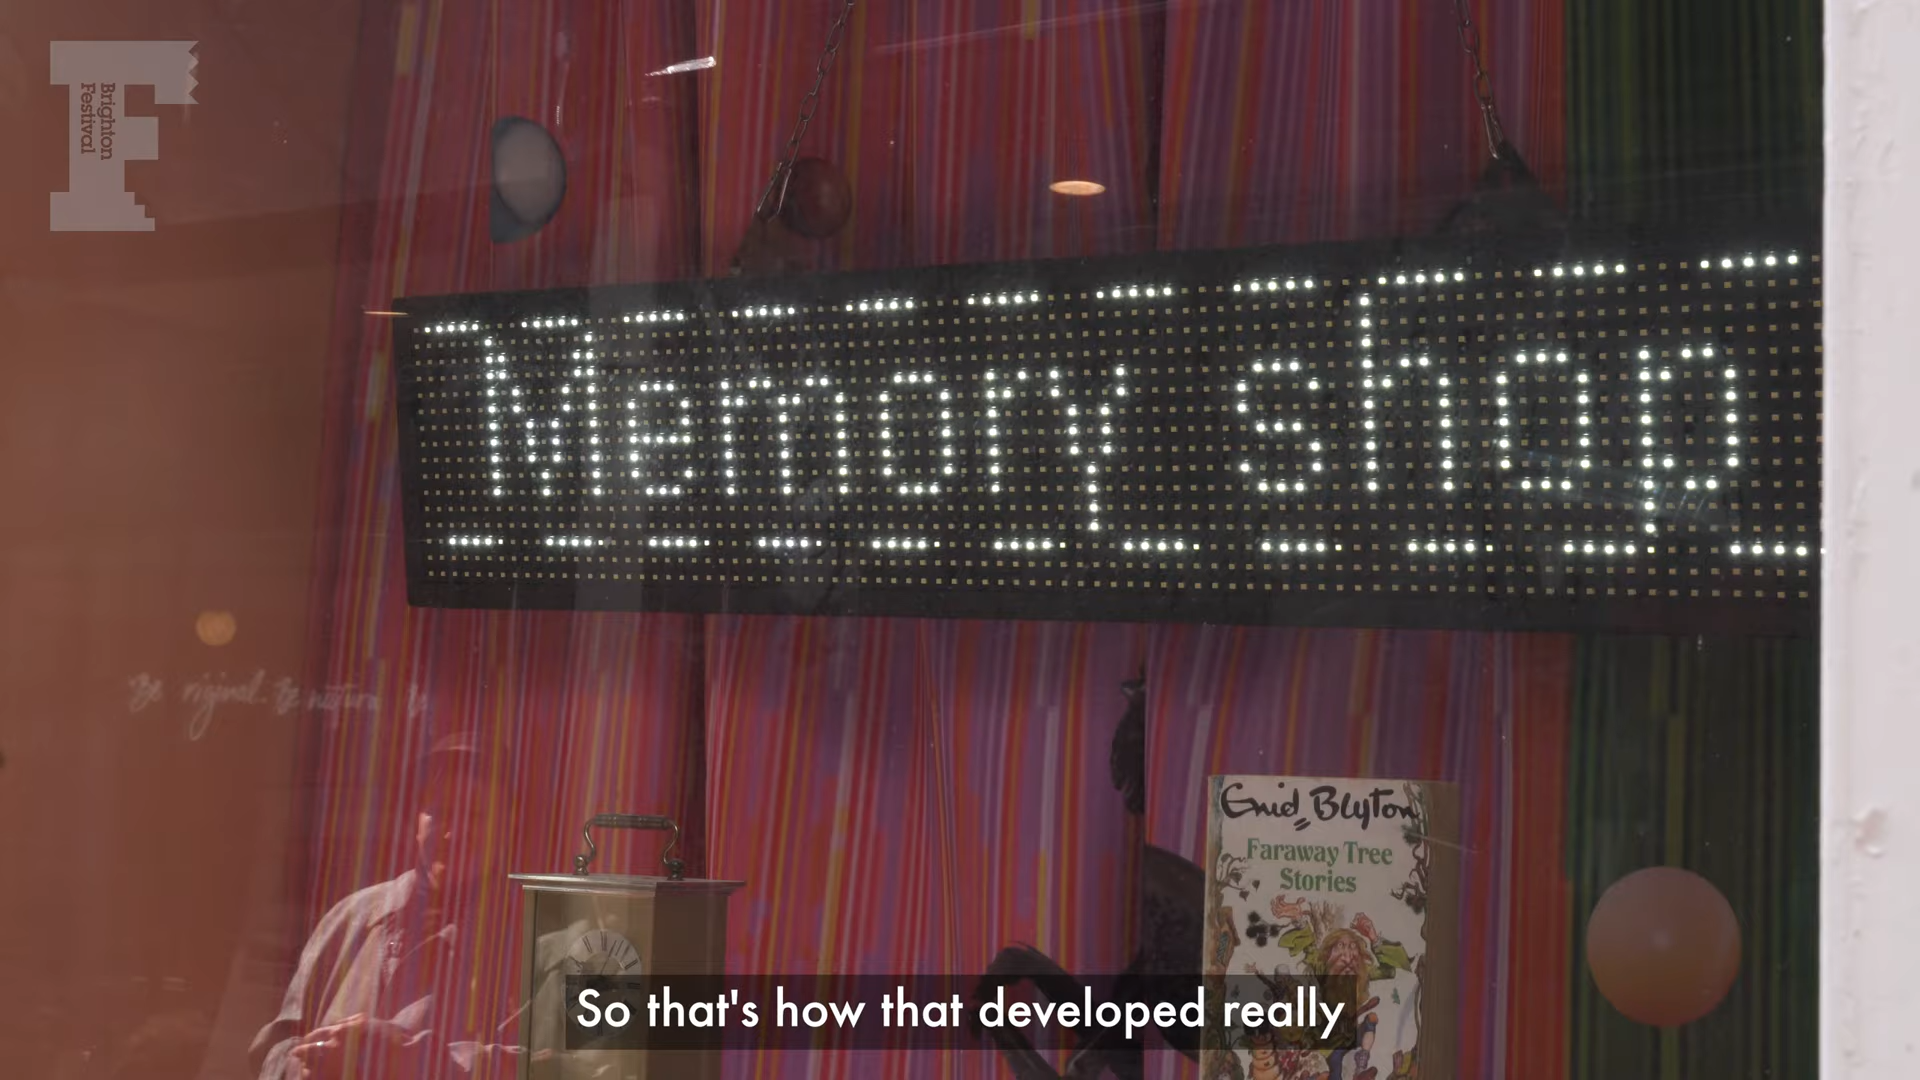 Brighton
Festival
Memory shop
Enid Blyton
Faraway Tree
Stories
So that's how that developed really